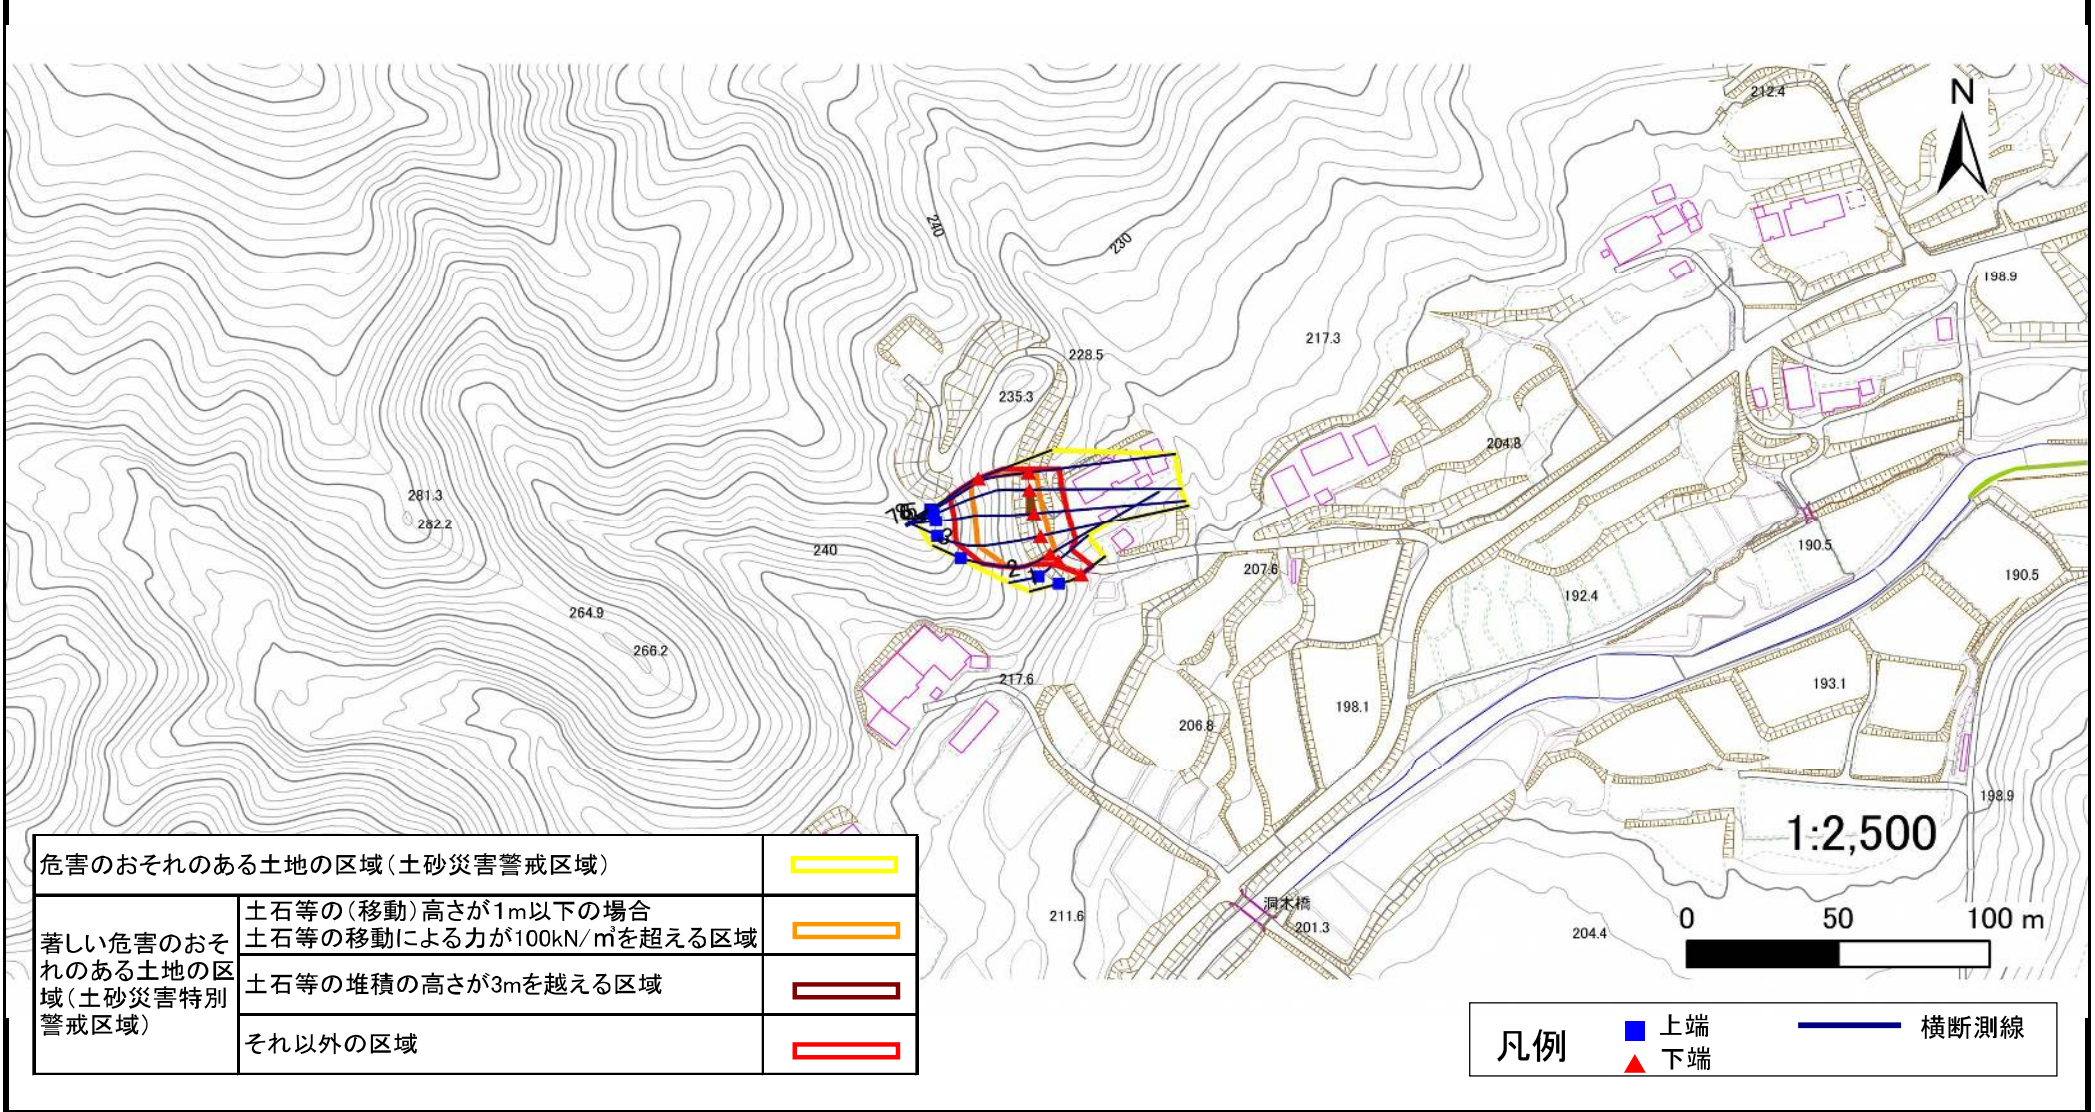 212.4
N
240
230
198.9
217.3
228.5
235.3
204.8
281.3
282.2
3
240
190.5
2
207.6
190.5
192.4
264.9
266.2
217.6
193.1
198.1
206.8
198.9
1:2,500
洞木橋
211.6
201.3
204.4
0 50 100 m
危害のおそれのある土地の区域(土砂災害警戒区域)
著しい危害のおそ
れのある土地の区
域(土砂災害特別
警戒区域)
土石等の(移動)高さが1m以下の場合
土石等の移動による力が100kN/㎡を超える区域
土石等の堆積の高さが3mを越える区域
それ以外の区域
凡例
上端
下端
横断測線